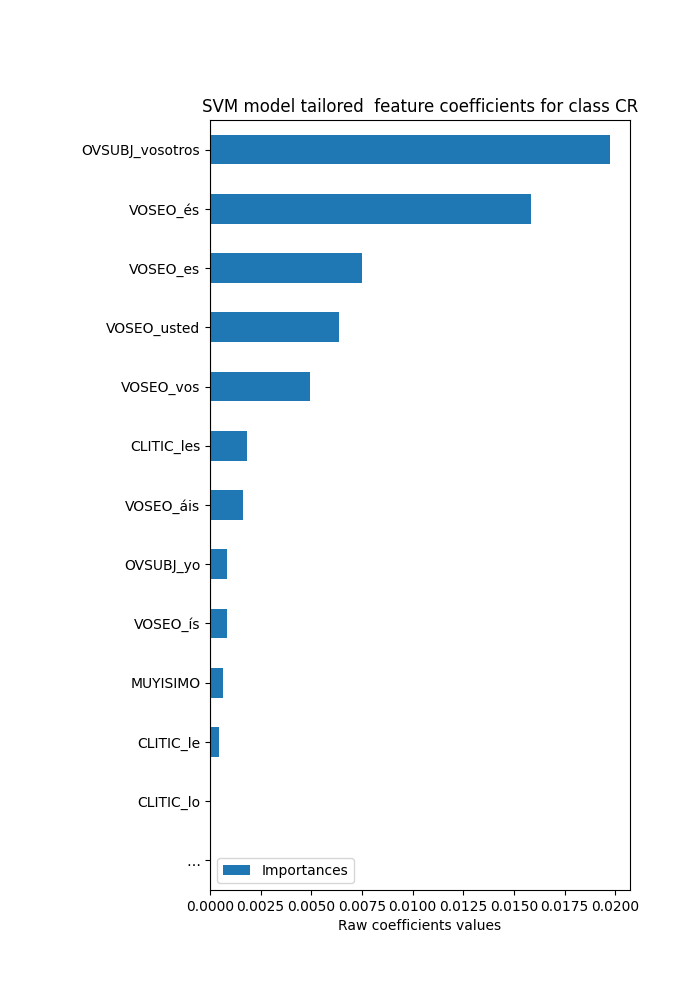 SVM model tailored  feature coefficients for class CR
OVSUBJ_vosotros
VOSEO_és
VOSEO_es
VOSEO_usted
VOSEO_vos
CLITIC_les
VOSEO_áis
OVSUBJ_yo
VOSEO_ís
MUYISIMO
CLITIC_le
CLITIC_lo
...
Importances
0.0000 0.0025 0.0050 0.0075 0.0100 0.0125 0.0150 0.0175 0.0200
Raw coefficients values